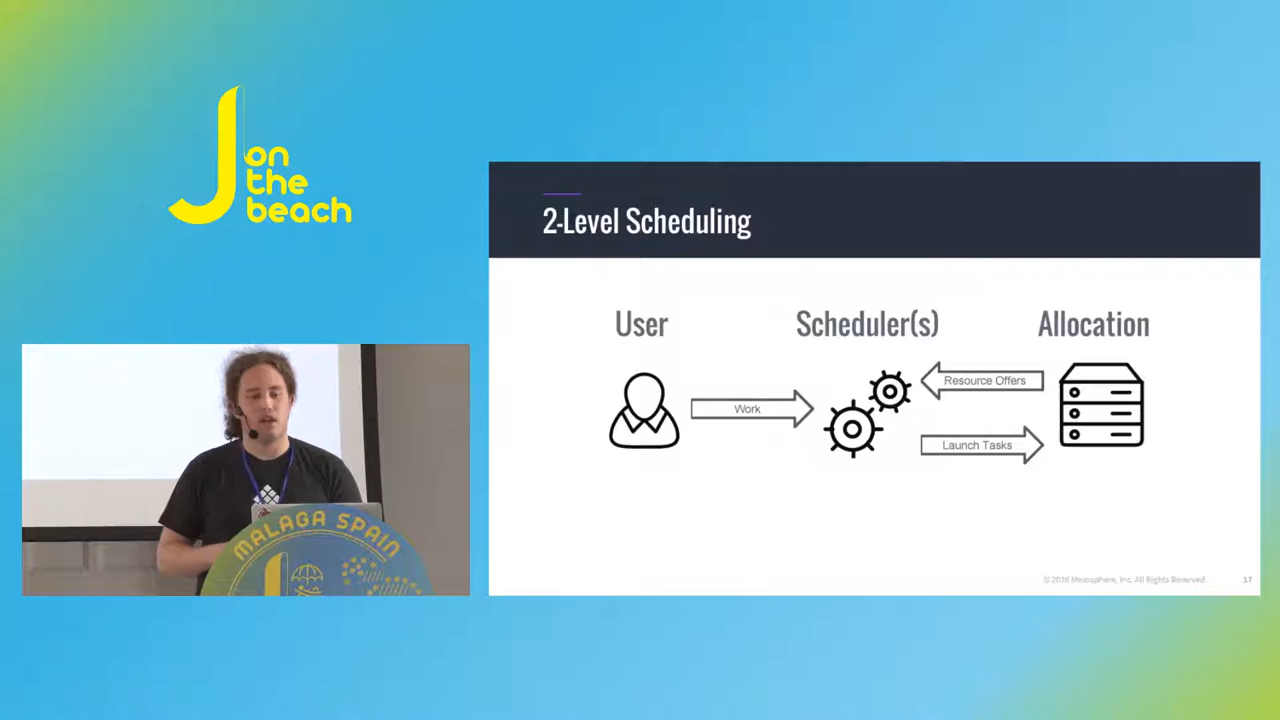 J on
the
beach
2-Level Scheduling
User
Scheduler(s)
Allocation
Work
Resource Offers
Launch Tasks
© 2016 Mesosphere, Inc. All Rights Reserved.
17
MALAGA SPAIN